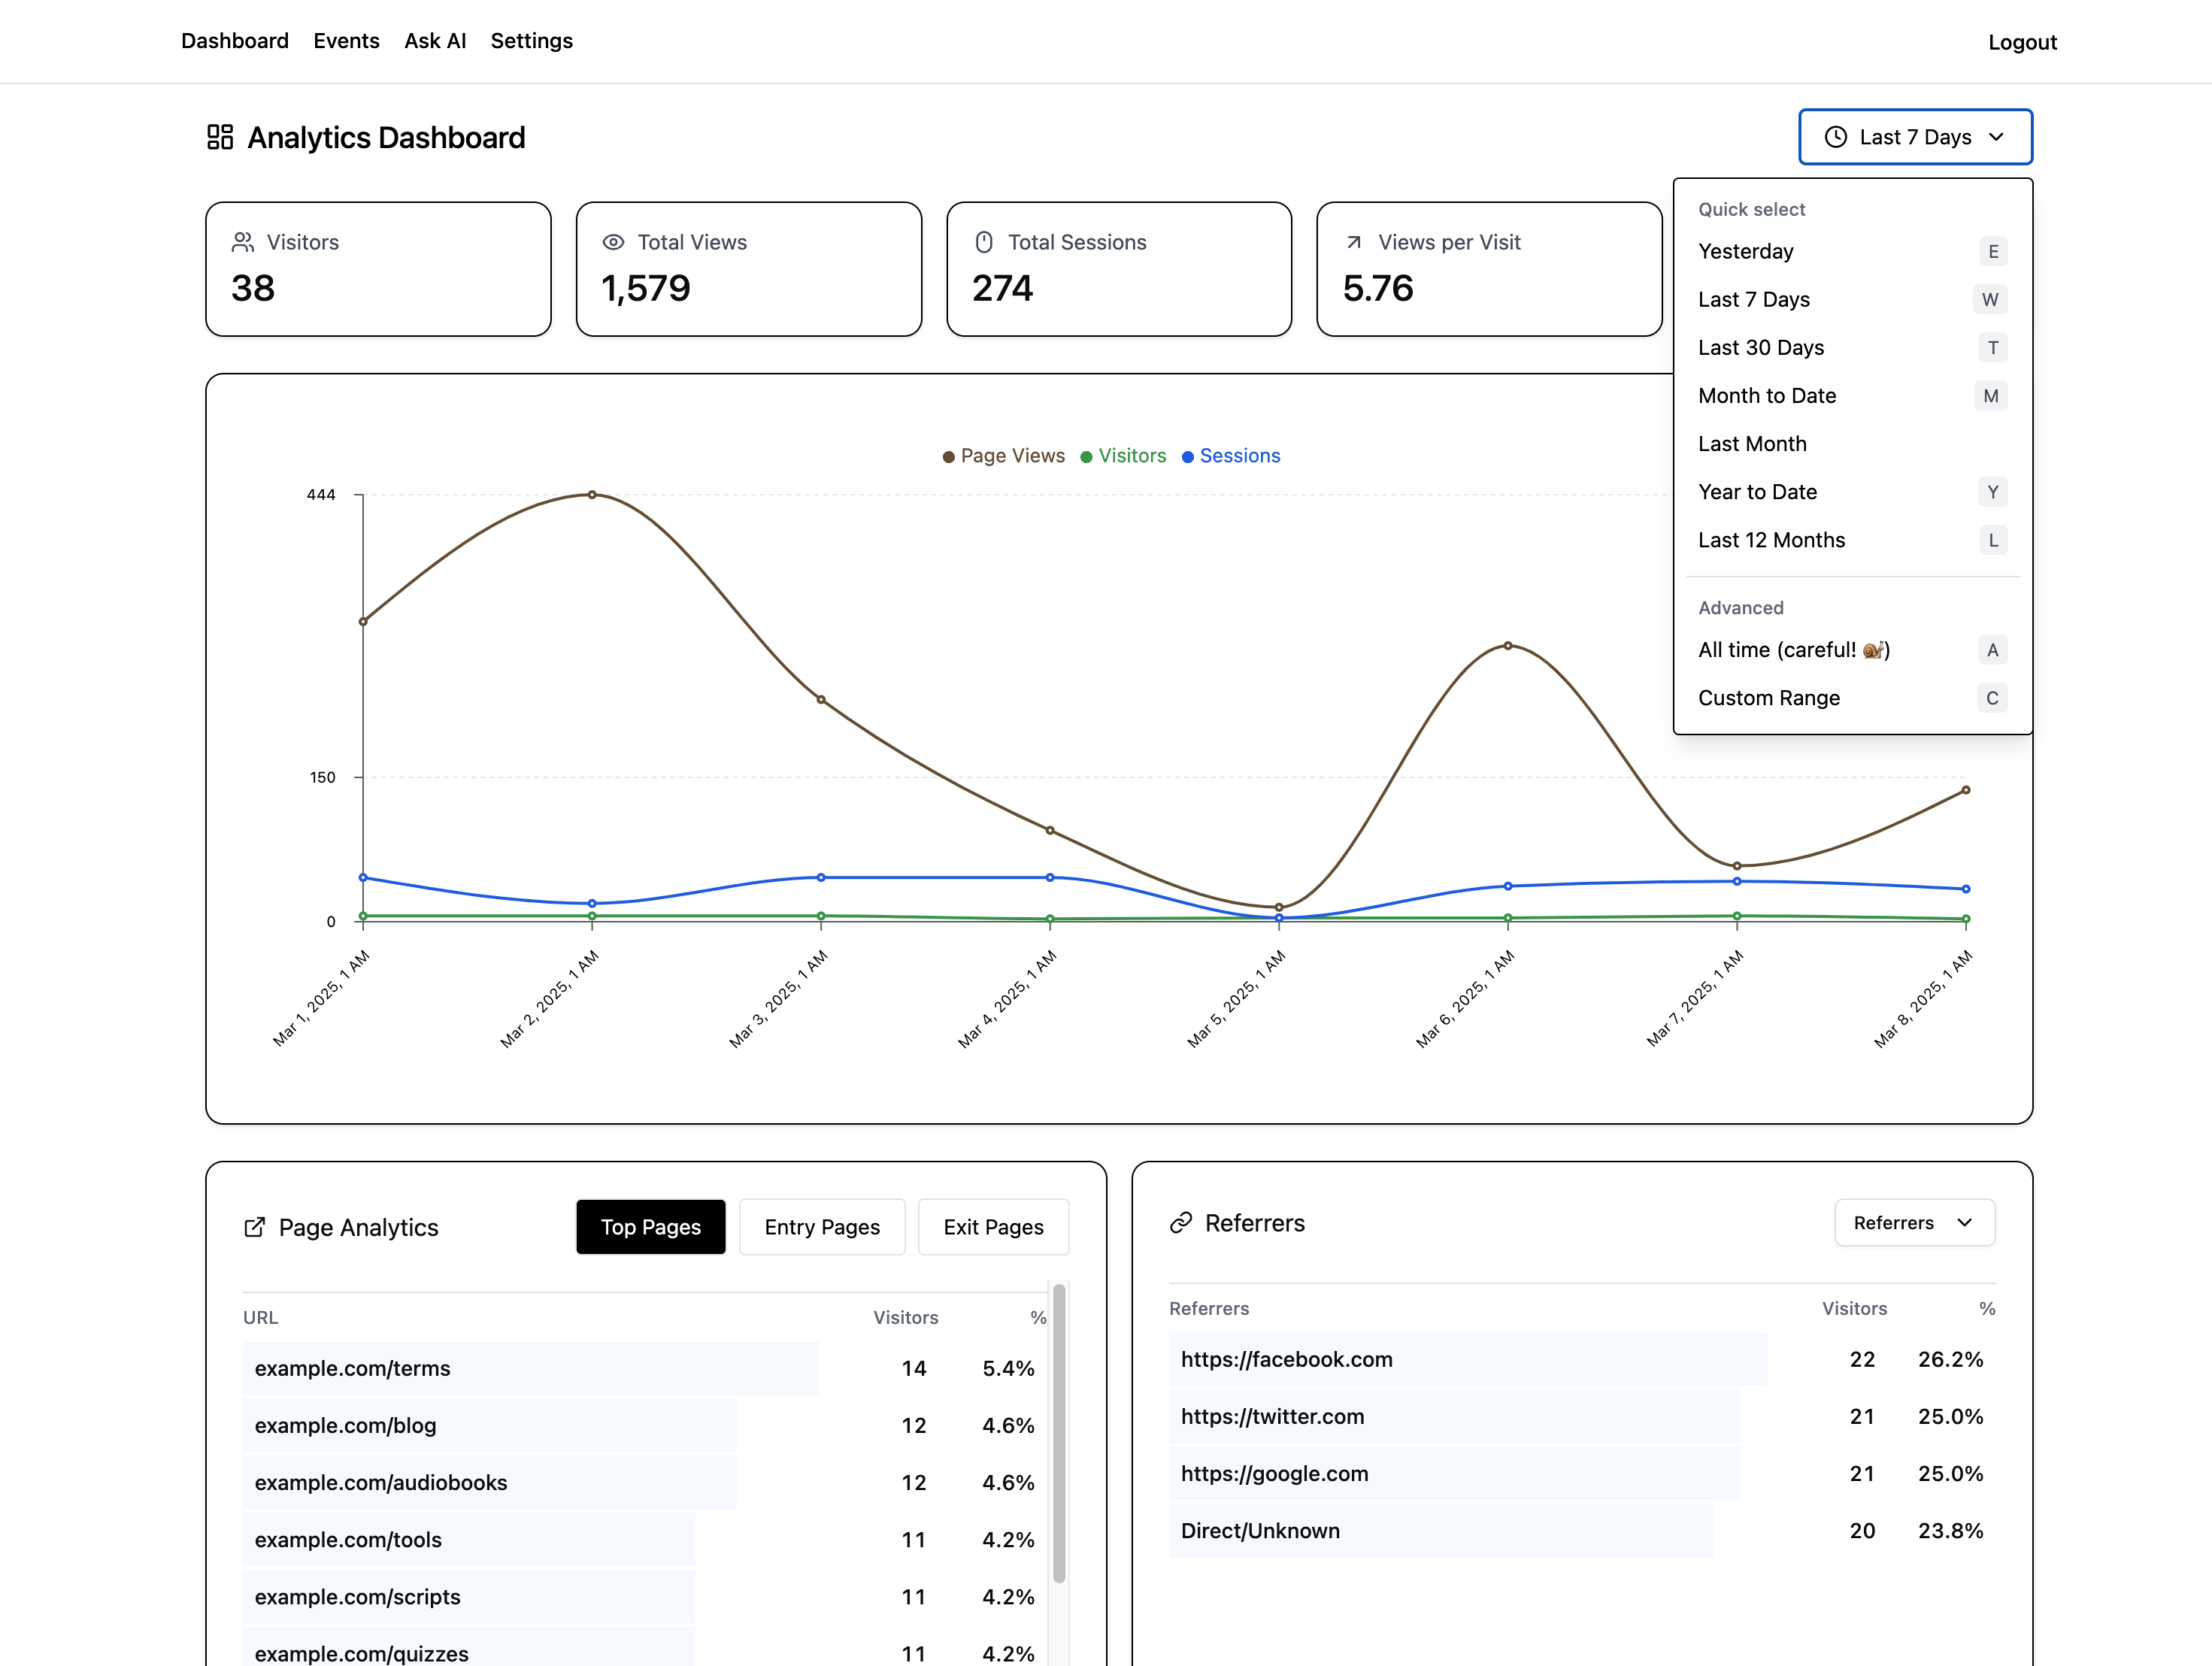 Dashboard Events Ask AI Settings Logout
Analytics Dashboard
Last 7 Days
Visitors
38
Total Views
1,579
Total Sessions
274
Views per Visit
5.76
Quick select
Yesterday E
Last 7 Days W
Last 30 Days T
Month to Date M
Last Month
Year to Date Y
Last 12 Months L
Advanced
All time (careful! 🐌) A
Custom Range C
Page Views Visitors Sessions
444
150
0
Mar 1, 2025, 1 AM
Mar 2, 2025, 1 AM
Mar 3, 2025, 1 AM
Mar 4, 2025, 1 AM
Mar 5, 2025, 1 AM
Mar 6, 2025, 1 AM
Mar 7, 2025, 1 AM
Mar 8, 2025, 1 AM
Page Analytics
Top Pages Entry Pages Exit Pages
URL Visitors %
example.com/terms 14 5.4%
example.com/blog 12 4.6%
example.com/audiobooks 12 4.6%
example.com/tools 11 4.2%
example.com/scripts 11 4.2%
example.com/quizzes 11 4.2%
Referrers
Referrers
Referrers Visitors %
https://facebook.com 22 26.2%
https://twitter.com 21 25.0%
https://google.com 21 25.0%
Direct/Unknown 20 23.8%